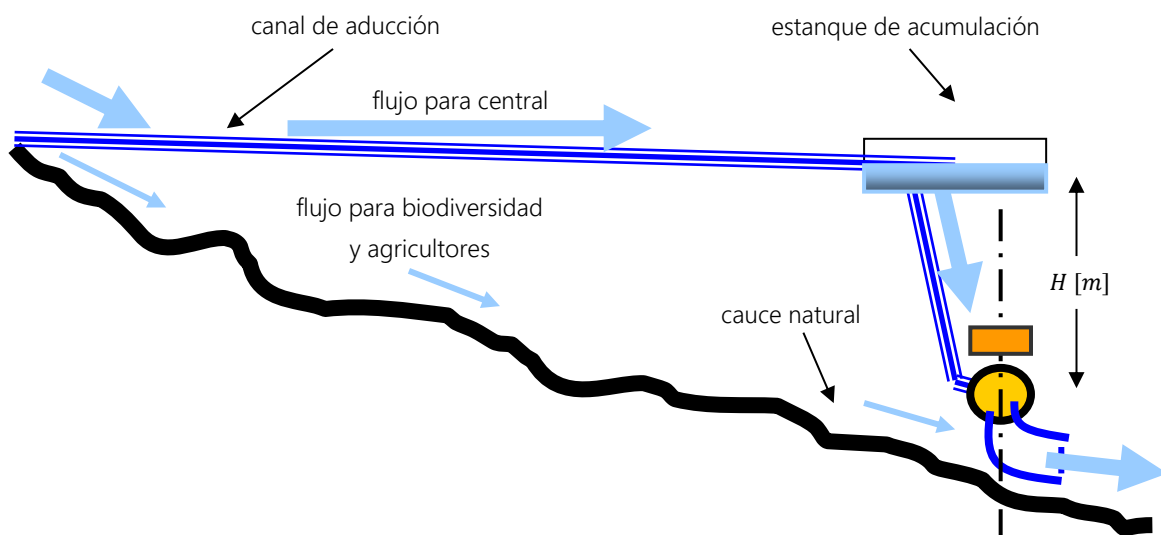 canal de aducción
estanque de acumulación
flujo para central
flujo para biodiversidad
y agricultores
H [m]
cauce natural